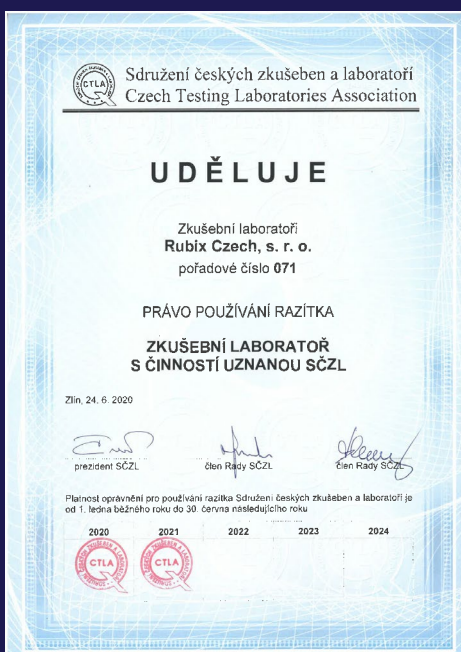 CTLA
Sdružení českých zkušeben a laboratoří
Czech Testing Laboratories Association
UDĚLUJE
Zkušební laboratoři
Rubix Czech, s. r. o.
pořadové číslo 071
PRÁVO POUŽÍVÁNÍ RAZÍTKA
ZKUŠEBNÍ LABORATOŘ
S ČINNOSTÍ UZNANOU SČZL
Zlín, 24. 6. 2020
prezident SČZL člen Rady SČZL člen Rady SČZL
Platnost oprávnění pro používání razítka Sdružení českých zkušeben a laboratoří je
od 1. ledna běžného roku do 30. června následujícího roku
2020 2021 2022 2023 2024
CTLA CTLA